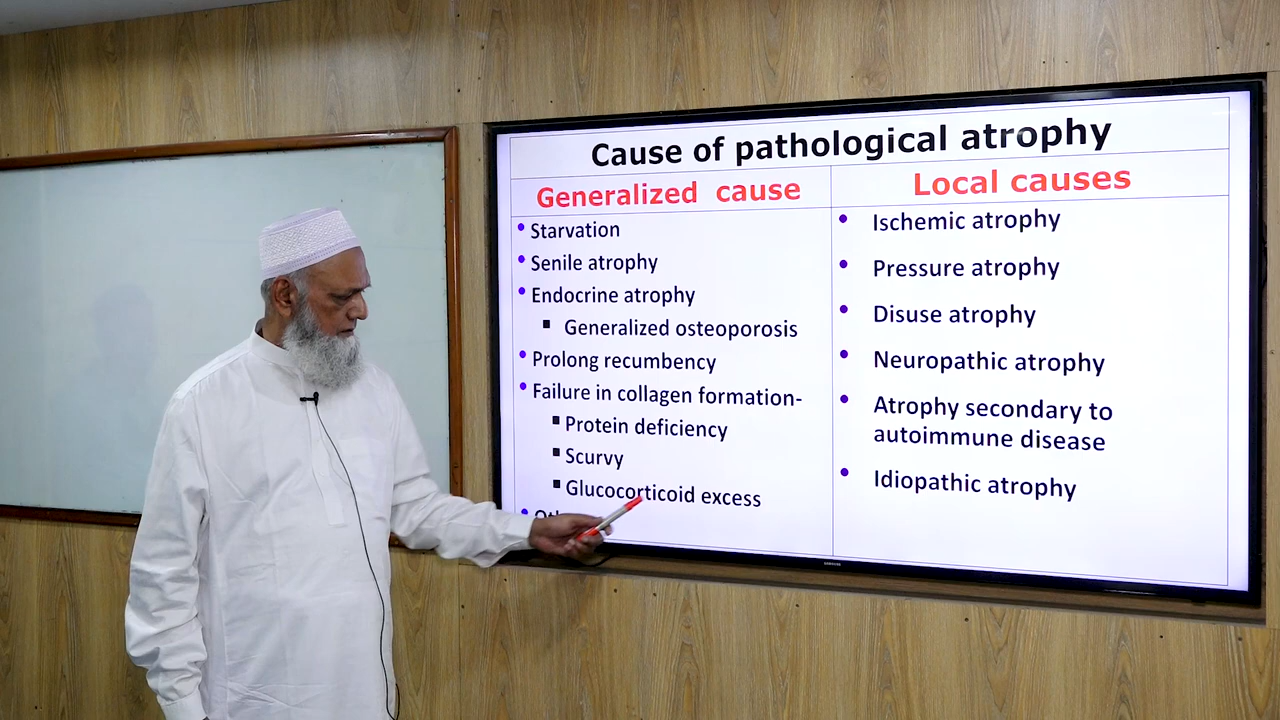 Cause of pathological atrophy
Generalized cause
• Starvation
• Senile atrophy
• Endocrine atrophy
▪ Generalized osteoporosis
• Prolong recumbency
• Failure in collagen formation-
▪ Protein deficiency
▪ Scurvy
▪ Glucocorticoid excess
Local causes
• Ischemic atrophy
• Pressure atrophy
• Disuse atrophy
• Neuropathic atrophy
• Atrophy secondary to
autoimmune disease
• Idiopathic atrophy
SAMSUNG